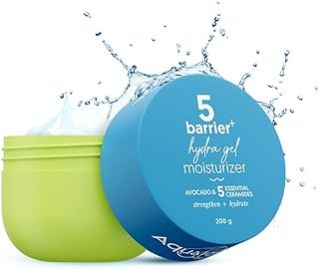 5
barrier+
hydra gel
moisturizer
AVOCADO & 5 ESSENTIAL
CERAMIDES
strengthen + hydrate
200 g